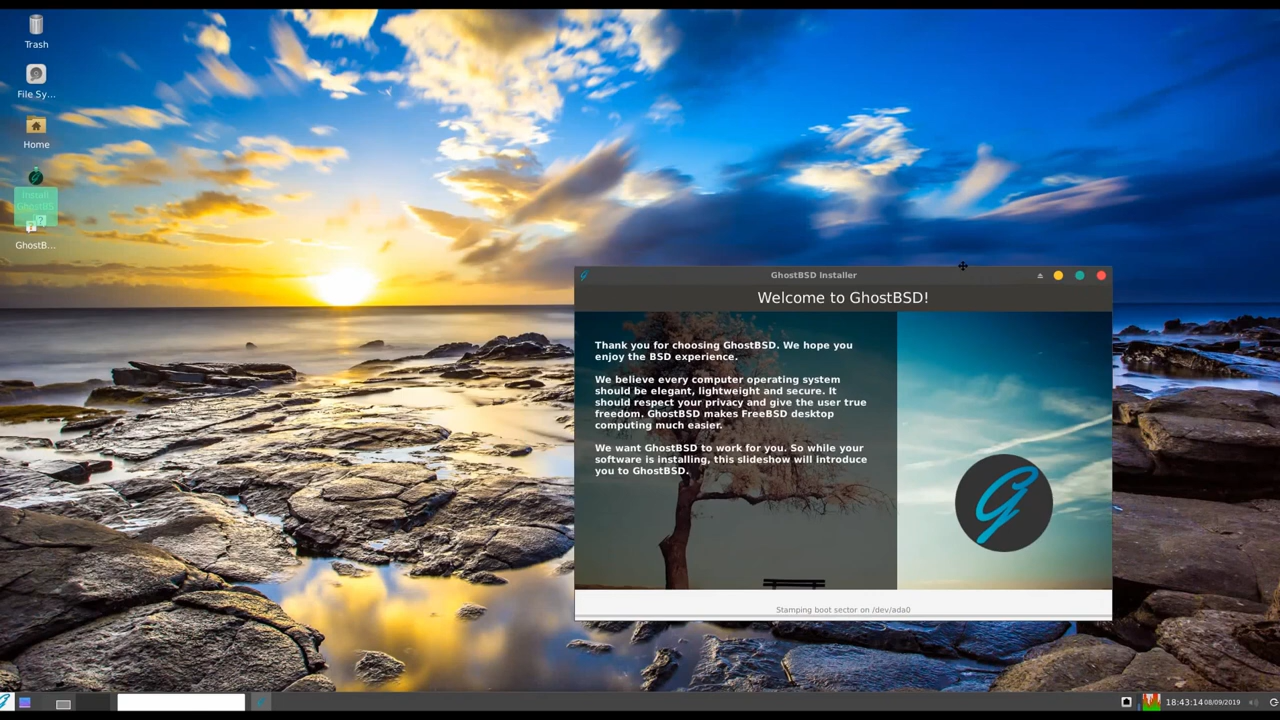 Trash
File Sy...
Home
Install
GhostB...
GhostBSD Installer
Welcome to GhostBSD!
Thank you for choosing GhostBSD. We hope you
enjoy the BSD experience.
We believe every computer operating system
should be elegant, lightweight and secure. It
should respect your privacy and give the user true
freedom. GhostBSD makes FreeBSD desktop
computing much easier.
We want GhostBSD to work for you. So while your
software is installing, this slideshow will introduce
you to GhostBSD.
G
Stamping boot sector on /dev/ada0
18:43:14 08/09/2019